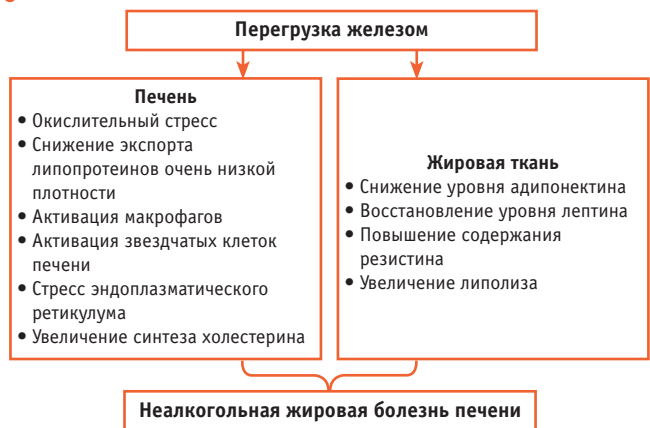 Перегрузка железом
Печень
• Окислительный стресс
• Снижение экспорта
липопротеинов очень низкой
плотности
• Активация макрофагов
• Активация звездчатых клеток
печени
• Стресс эндоплазматического
ретикулума
• Увеличение синтеза холестерина
Жировая ткань
• Снижение уровня адипонектина
• Восстановление уровня лептина
• Повышение содержания
резистина
• Увеличение липолиза
Неалкогольная жировая болезнь печени